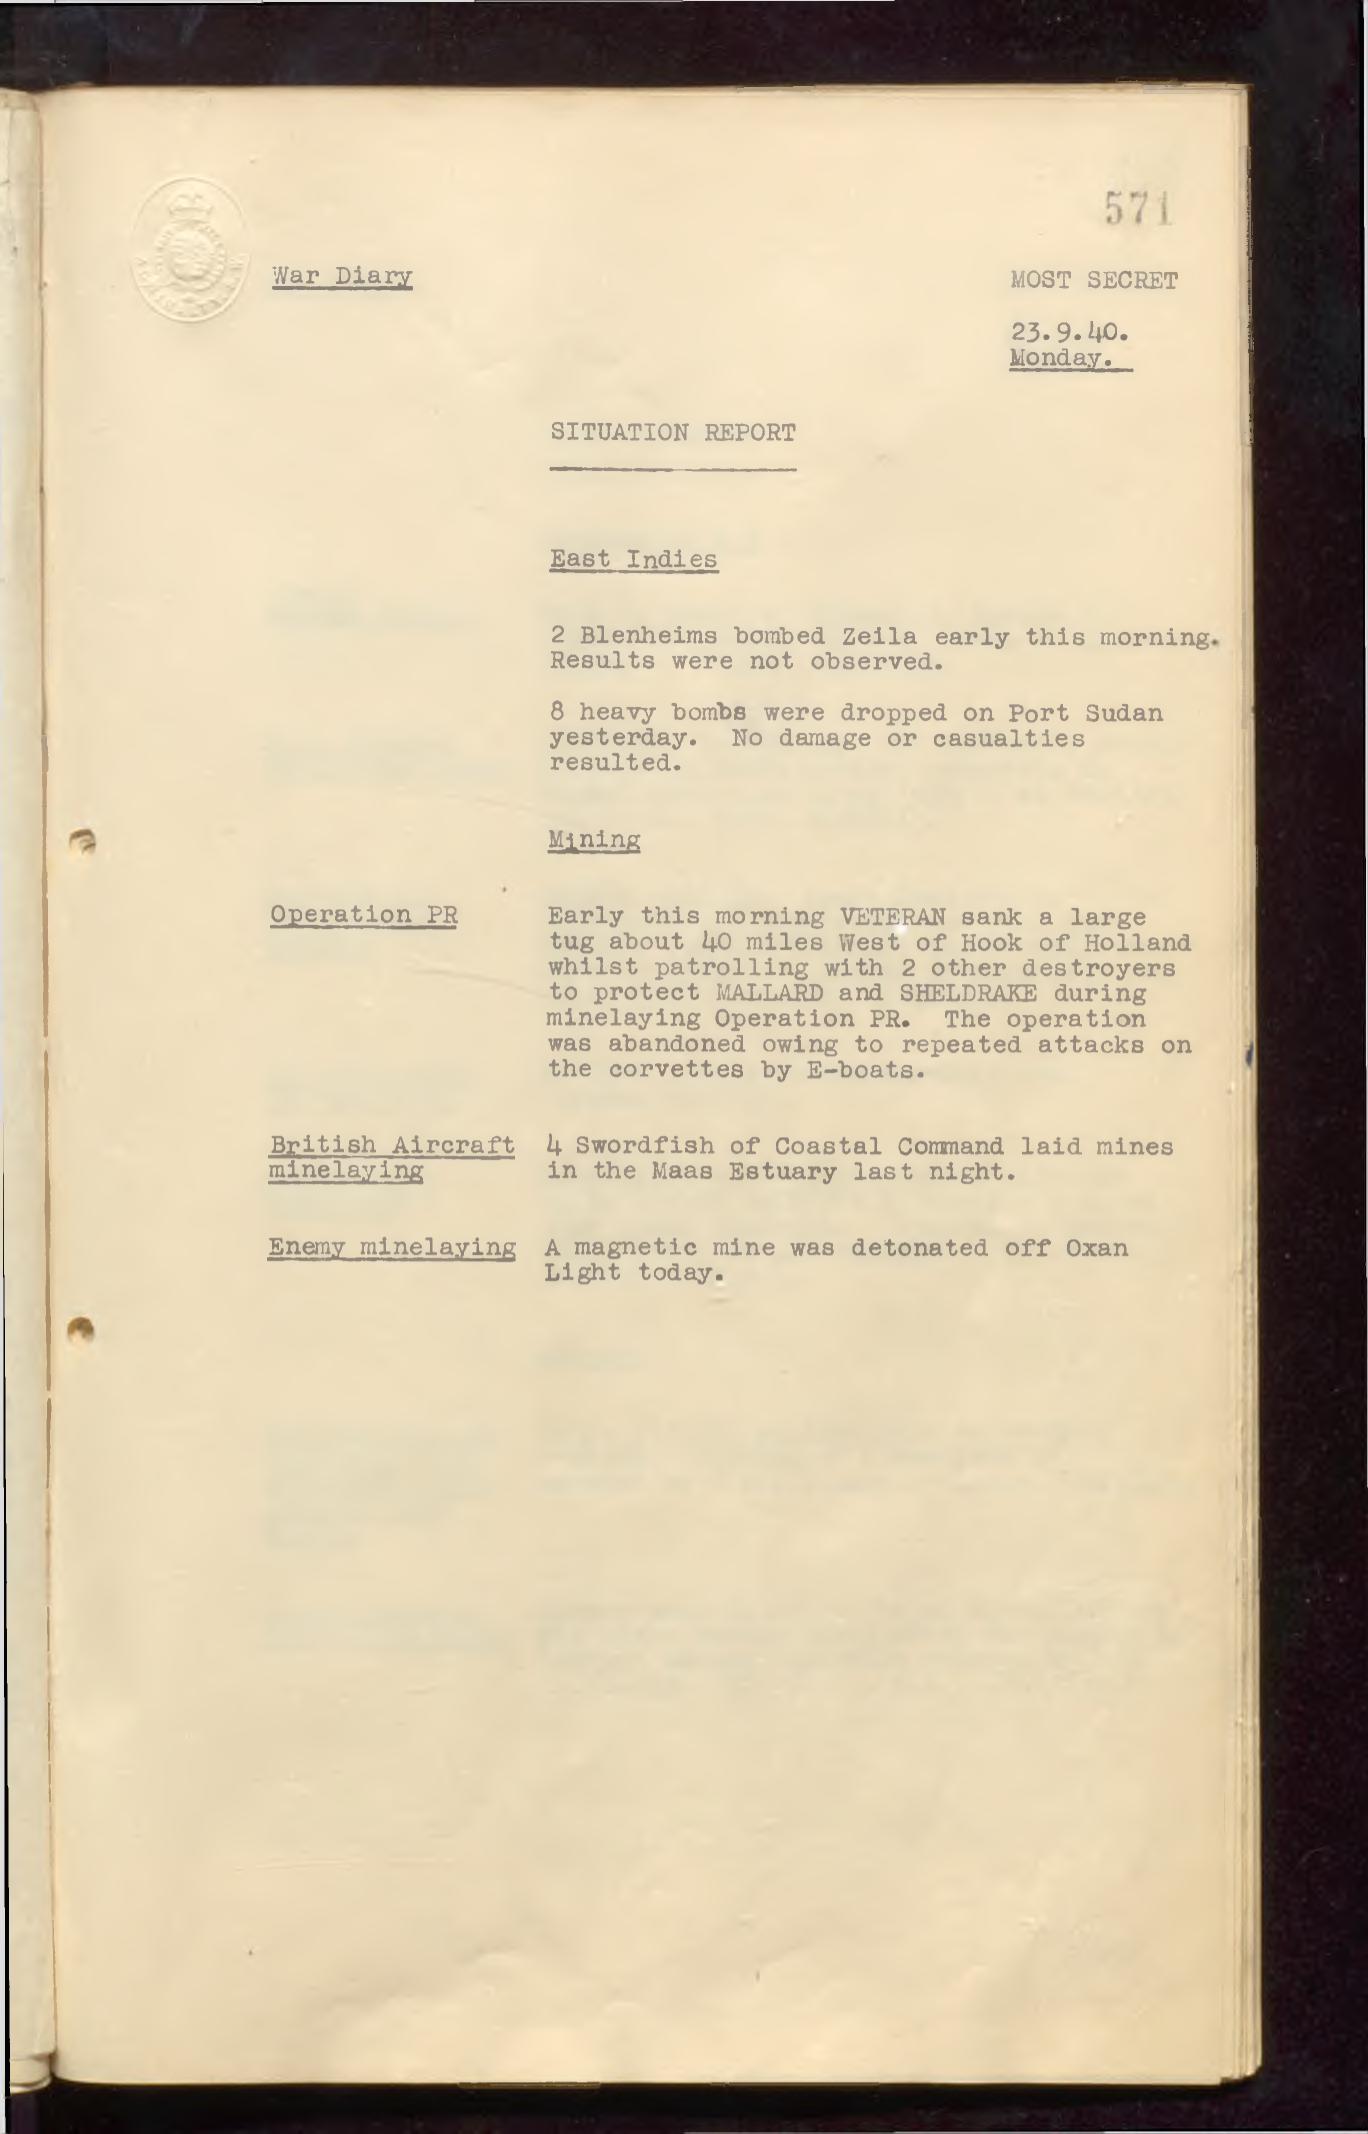 571
War Diary
MOST SECRET
23.9.40.
Monday.
SITUATION REPORT
East Indies
2 Blenheims bombed Zeila early this morning.
Results were not observed.
8 heavy bombs were dropped on Port Sudan
yesterday. No damage or casualties
resulted.
Mining
Operation PR
Early this morning VETERAN sank a large
tug about 40 miles West of Hook of Holland
whilst patrolling with 2 other destroyers
to protect MALLARD and SHELDRAKE during
minelaying Operation PR. The operation
was abandoned owing to repeated attacks on
the corvettes by E-boats.
British Aircraft
minelaying
4 Swordfish of Coastal Command laid mines
in the Maas Estuary last night.
Enemy minelaying
A magnetic mine was detonated off Oxan
Light today.